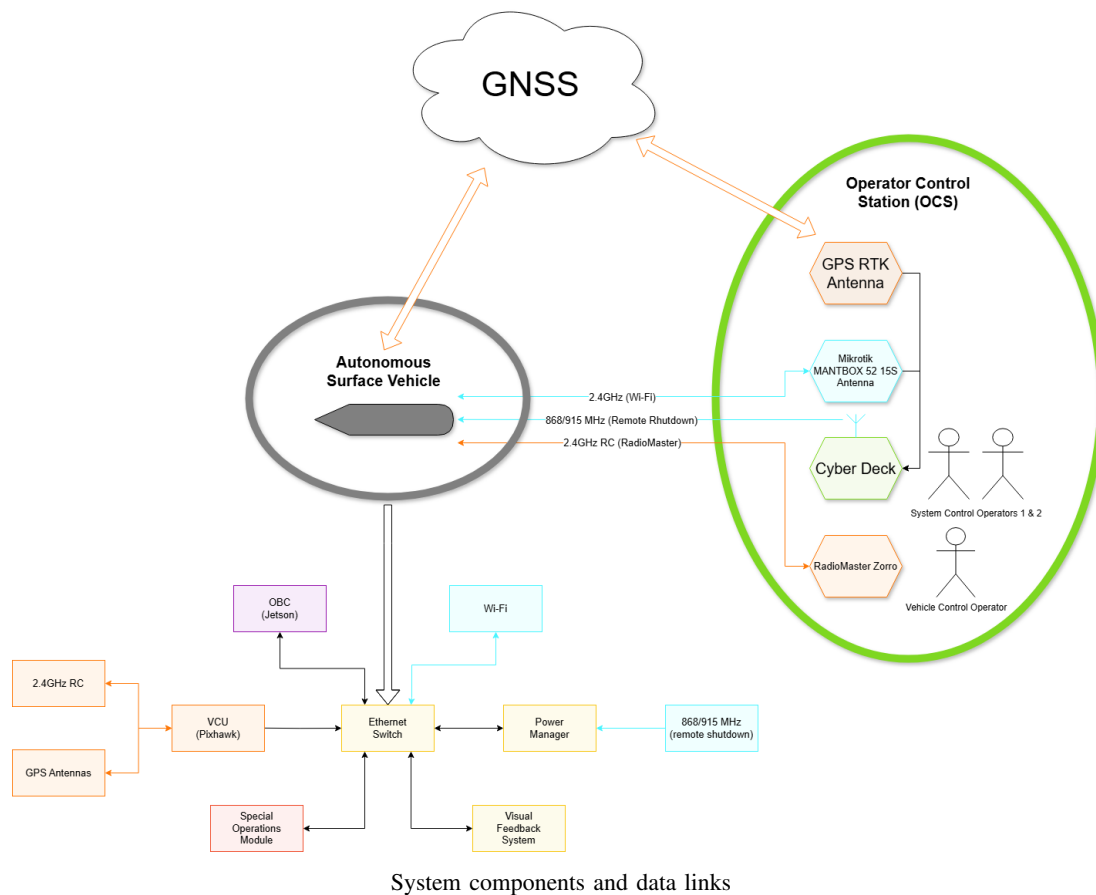 GNSS
Operator Control
Station (OCS)
GPS RTK
Antenna
Autonomous
Surface Vehicle
Mikrotik
MANTBOX 52 15S
Antenna
2.4GHz (Wi-Fi)
868/915 MHz (Remote Rhutdown)
2.4GHz RC (RadioMaster)
Cyber Deck
System Control Operators 1 & 2
RadioMaster Zorro
Vehicle Control Operator
OBC
(Jetson)
Wi-Fi
2.4GHz RC
VCU
(Pixhawk)
Ethernet
Switch
Power
Manager
868/915 MHz
(remote shutdown)
GPS Antennas
Special
Operations
Module
Visual
Feedback
System
System components and data links